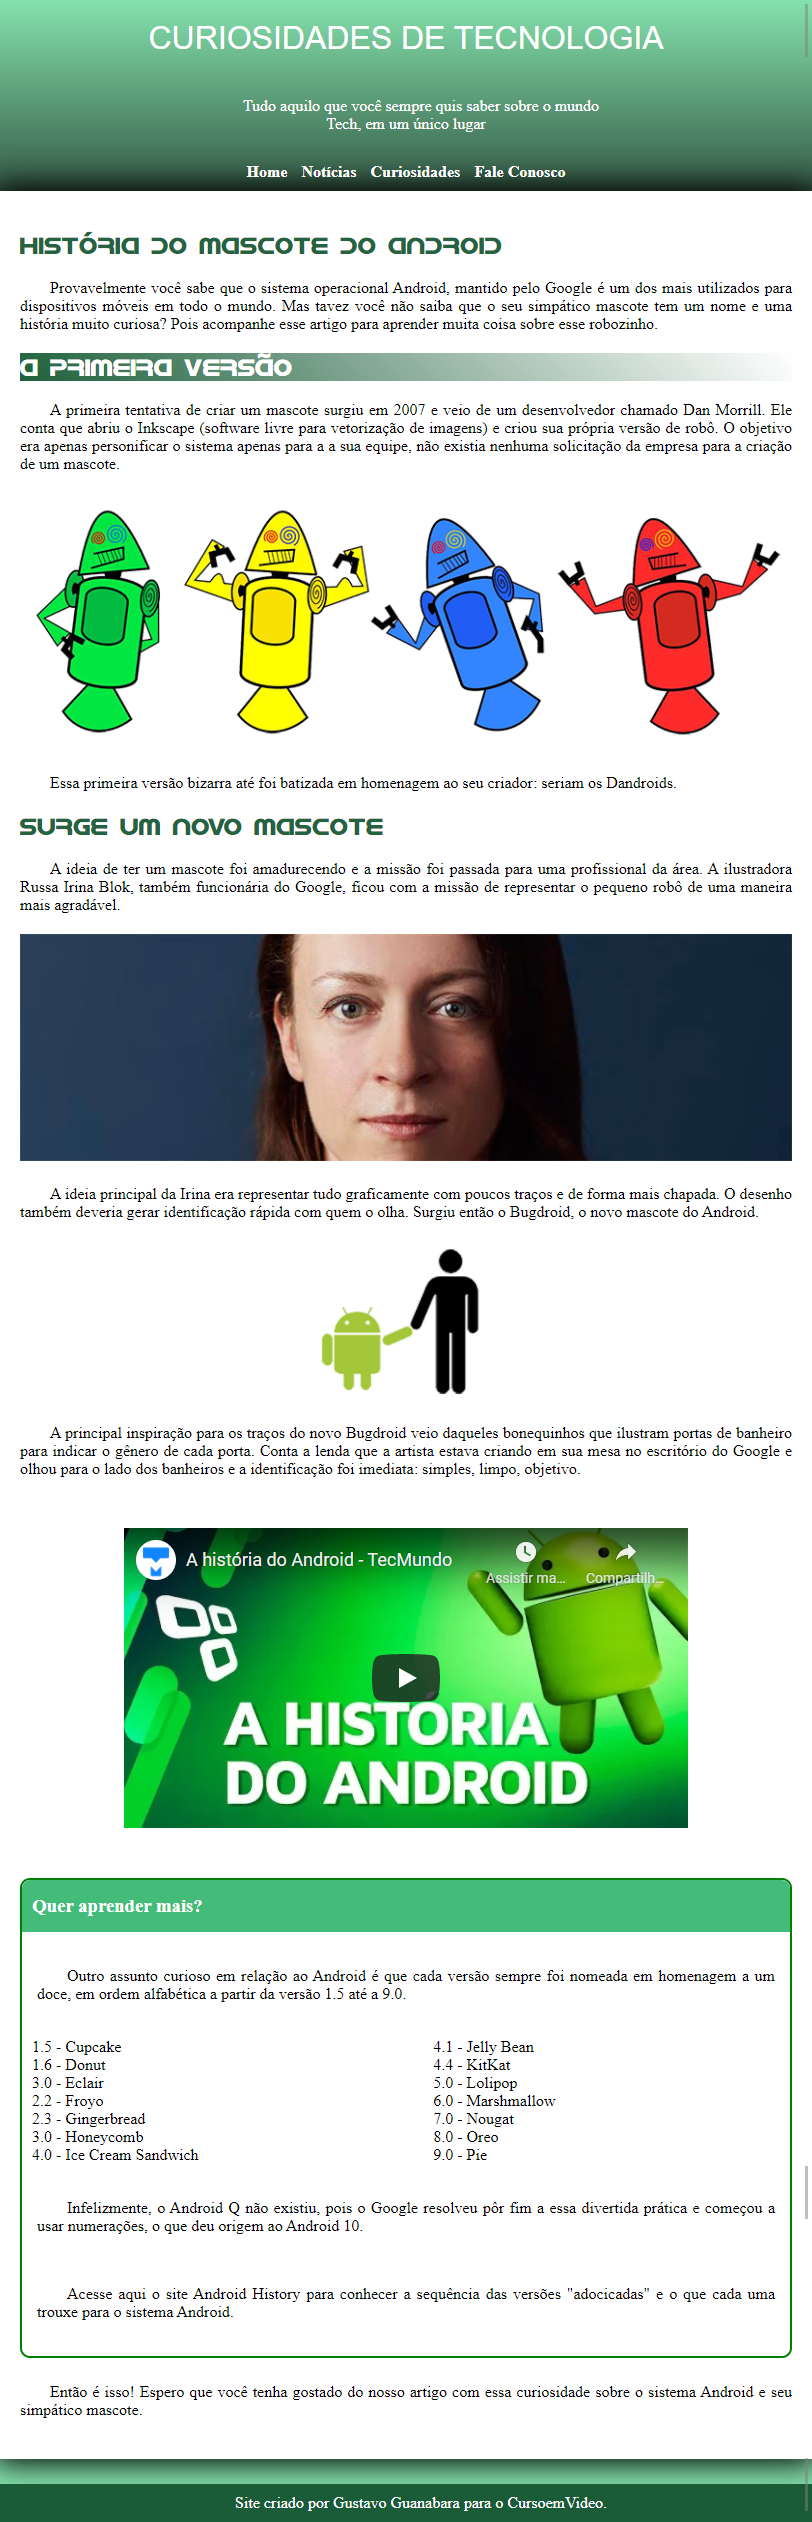 CURIOSIDADES DE TECNOLOGIA
Tudo aquilo que você sempre quis saber sobre o mundo
Tech, em um único lugar
Home Notícias Curiosidades Fale Conosco
História do Mascote do Android
Provavelmente você sabe que o sistema operacional Android, mantido pelo Google é um dos mais utilizados para
dispositivos móveis em todo o mundo. Mas tavez você não saiba que o seu simpático mascote tem um nome e uma
história muito curiosa? Pois acompanhe esse artigo para aprender muita coisa sobre esse robozinho.
A primeira versão
A primeira tentativa de criar um mascote surgiu em 2007 e veio de um desenvolvedor chamado Dan Morrill. Ele
conta que abriu o Inkscape (software livre para vetorização de imagens) e criou sua própria versão de robô. O objetivo
era apenas personificar o sistema apenas para a a sua equipe, não existia nenhuma solicitação da empresa para a criação
de um mascote.
Essa primeira versão bizarra até foi batizada em homenagem ao seu criador: seriam os Dandroids.
Surge um novo mascote
A ideia de ter um mascote foi amadurecendo e a missão foi passada para uma profissional da área. A ilustradora
Russa Irina Blok, também funcionária do Google, ficou com a missão de representar o pequeno robô de uma maneira
mais agradável.
A ideia principal da Irina era representar tudo graficamente com poucos traços e de forma mais chapada. O desenho
também deveria gerar identificação rápida com quem o olha. Surgiu então o Bugdroid, o novo mascote do Android.
A principal inspiração para os traços do novo Bugdroid veio daqueles bonequinhos que ilustram portas de banheiro
para indicar o gênero de cada porta. Conta a lenda que a artista estava criando em sua mesa no escritório do Google e
olhou para o lado dos banheiros e a identificação foi imediata: simples, limpo, objetivo.
A história do Android - TecMundo
Assistir ma... Compartilh...
A HISTÓRIA
DO ANDROID
Quer aprender mais?
Outro assunto curioso em relação ao Android é que cada versão sempre foi nomeada em homenagem a um
doce, em ordem alfabética a partir da versão 1.5 até a 9.0.
1.5 - Cupcake
1.6 - Donut
3.0 - Eclair
2.2 - Froyo
2.3 - Gingerbread
3.0 - Honeycomb
4.0 - Ice Cream Sandwich
4.1 - Jelly Bean
4.4 - KitKat
5.0 - Lolipop
6.0 - Marshmallow
7.0 - Nougat
8.0 - Oreo
9.0 - Pie
Infelizmente, o Android Q não existiu, pois o Google resolveu pôr fim a essa divertida prática e começou a
usar numerações, o que deu origem ao Android 10.
Acesse aqui o site Android History para conhecer a sequência das versões "adocicadas" e o que cada uma
trouxe para o sistema Android.
Então é isso! Espero que você tenha gostado do nosso artigo com essa curiosidade sobre o sistema Android e seu
simpático mascote.
Site criado por Gustavo Guanabara para o CursoemVideo.